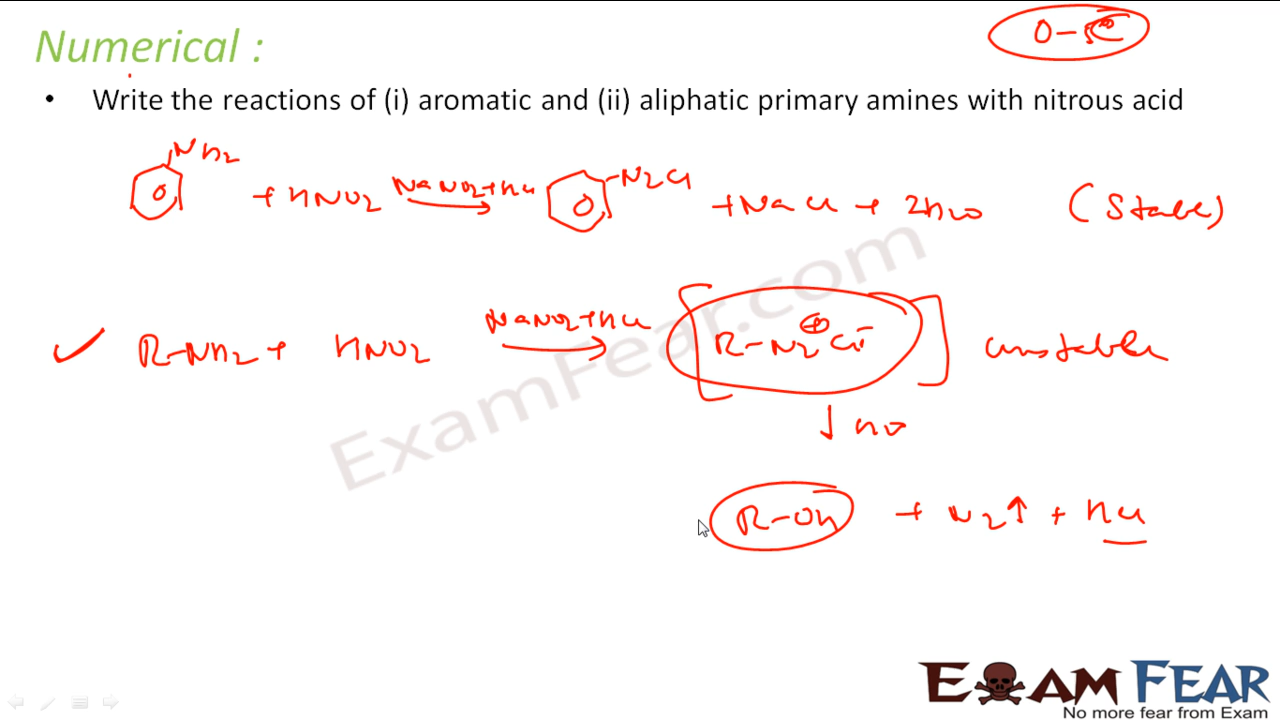 Numerical :
0-5°C
• Write the reactions of (i) aromatic and (ii) aliphatic primary amines with nitrous acid
NH2
+ HNO2 NaNO2+HCl N2Cl + NaCl + 2H2O (Stable)
R-NH2 + HNO2 NaNO2+HCl [R-N2⊕Cl-] unstable
↓ H2O
R-OH + N2↑ + HCl
ExamFear.com
EXAM FEAR
No more fear from Exam